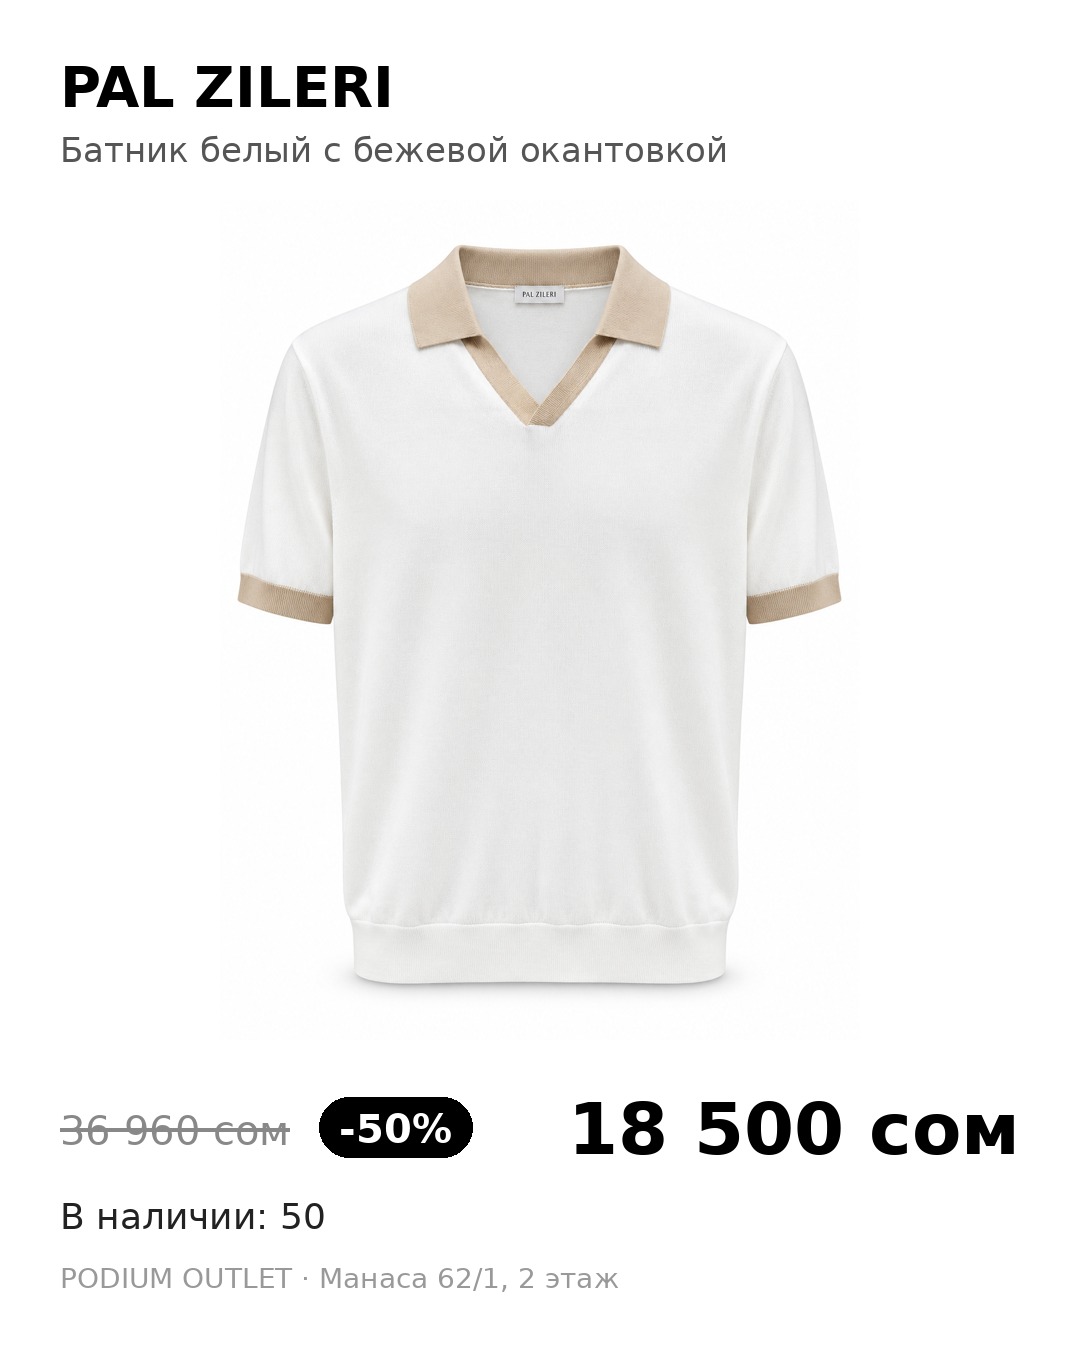 PAL ZILERI
Батник белый с бежевой окантовкой
PAL ZILERI
36 960 сом -50% 18 500 сом
В наличии: 50
PODIUM OUTLET · Манаса 62/1, 2 этаж